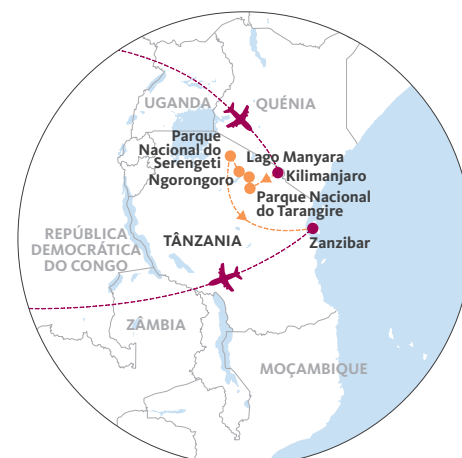 UGANDA
QUÉNIA
Parque
Nacional do
Serengeti
Lago Manyara
Ngorongoro
Kilimanjaro
Parque Nacional
do Tarangire
REPÚBLICA
DEMOCRÁTICA
DO CONGO
TÂNZANIA
Zanzibar
ZÂMBIA
MOÇAMBIQUE